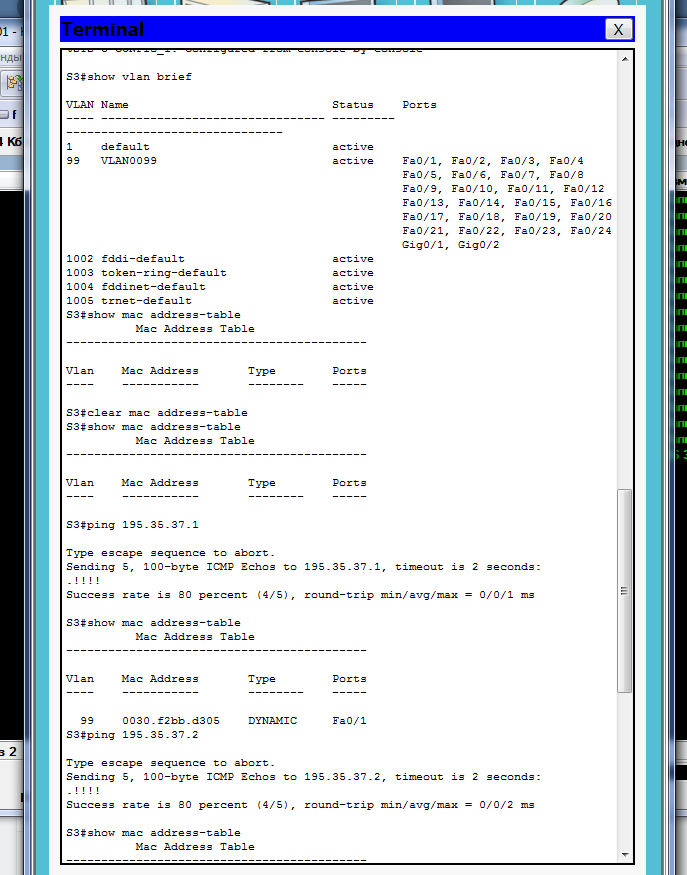 Terminal
X
S3#show vlan brief
VLAN Name Status Ports
---- -------------------------------- ---------
-------------------------------
1 default active
99 VLAN0099 active Fa0/1, Fa0/2, Fa0/3, Fa0/4
Fa0/5, Fa0/6, Fa0/7, Fa0/8
Fa0/9, Fa0/10, Fa0/11, Fa0/12
Fa0/13, Fa0/14, Fa0/15, Fa0/16
Fa0/17, Fa0/18, Fa0/19, Fa0/20
Fa0/21, Fa0/22, Fa0/23, Fa0/24
Gig0/1, Gig0/2
1002 fddi-default active
1003 token-ring-default active
1004 fddinet-default active
1005 trnet-default active
S3#show mac address-table
Mac Address Table
-------------------------------------------
Vlan Mac Address Type Ports
---- ----------- -------- -----
S3#clear mac address-table
S3#show mac address-table
Mac Address Table
-------------------------------------------
Vlan Mac Address Type Ports
---- ----------- -------- -----
S3#ping 195.35.37.1
Type escape sequence to abort.
Sending 5, 100-byte ICMP Echos to 195.35.37.1, timeout is 2 seconds:
.!!!!
Success rate is 80 percent (4/5), round-trip min/avg/max = 0/0/1 ms
S3#show mac address-table
Mac Address Table
-------------------------------------------
Vlan Mac Address Type Ports
---- ----------- -------- -----
99 0030.f2bb.d305 DYNAMIC Fa0/1
S3#ping 195.35.37.2
Type escape sequence to abort.
Sending 5, 100-byte ICMP Echos to 195.35.37.2, timeout is 2 seconds:
.!!!!
Success rate is 80 percent (4/5), round-trip min/avg/max = 0/0/2 ms
S3#show mac address-table
Mac Address Table
-------------------------------------------